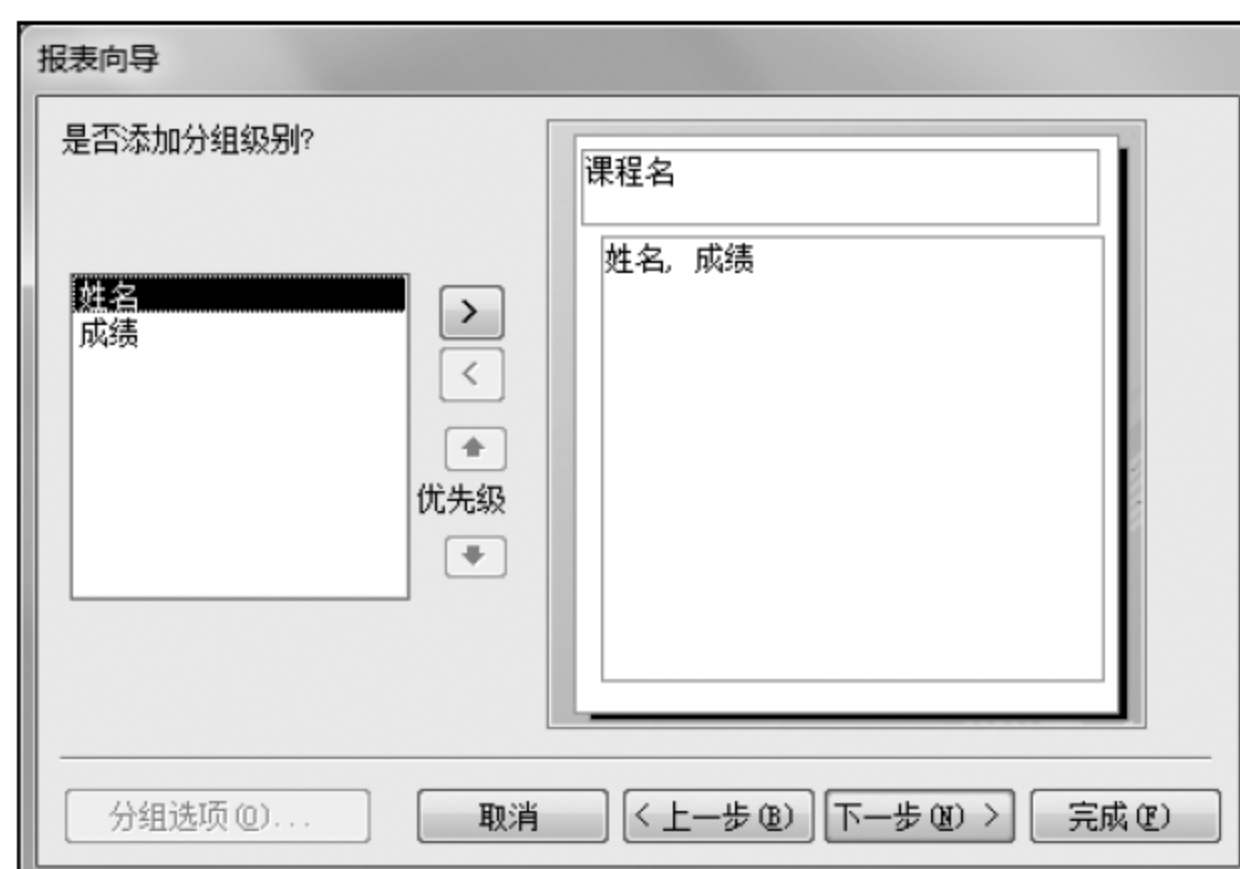 报表向导
是否添加分组级别?
姓名
成绩
>
<
优先级
课程名
姓名, 成绩
分组选项(O)...
取消
< 上一步(B)
下一步(N) >
完成(F)